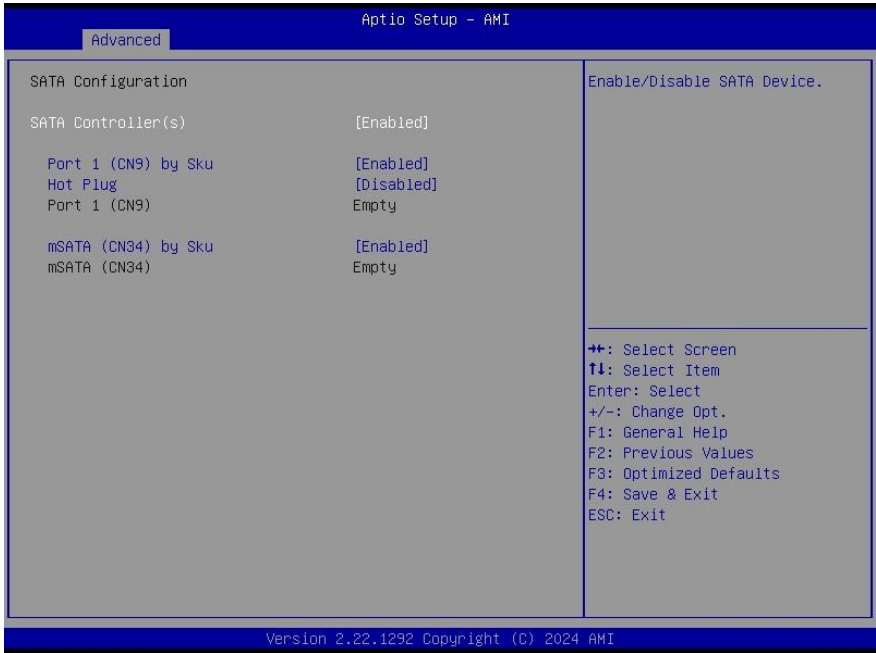 Aptio Setup – AMI
Advanced
SATA Configuration
SATA Controller(s) [Enabled]
Port 1 (CN9) by Sku [Enabled]
Hot Plug [Disabled]
Port 1 (CN9) Empty
mSATA (CN34) by Sku [Enabled]
mSATA (CN34) Empty
Enable/Disable SATA Device.
→←: Select Screen
↑↓: Select Item
Enter: Select
+/-: Change Opt.
F1: General Help
F2: Previous Values
F3: Optimized Defaults
F4: Save & Exit
ESC: Exit
Version 2.22.1292 Copyright (C) 2024 AMI